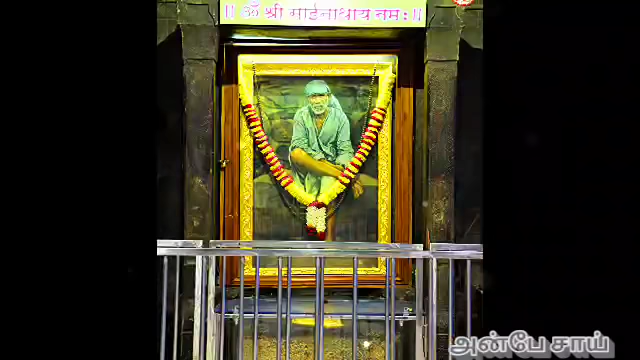 ॥ ॐ श्री साईनाथाय नमः ॥
அன்பே சாய்